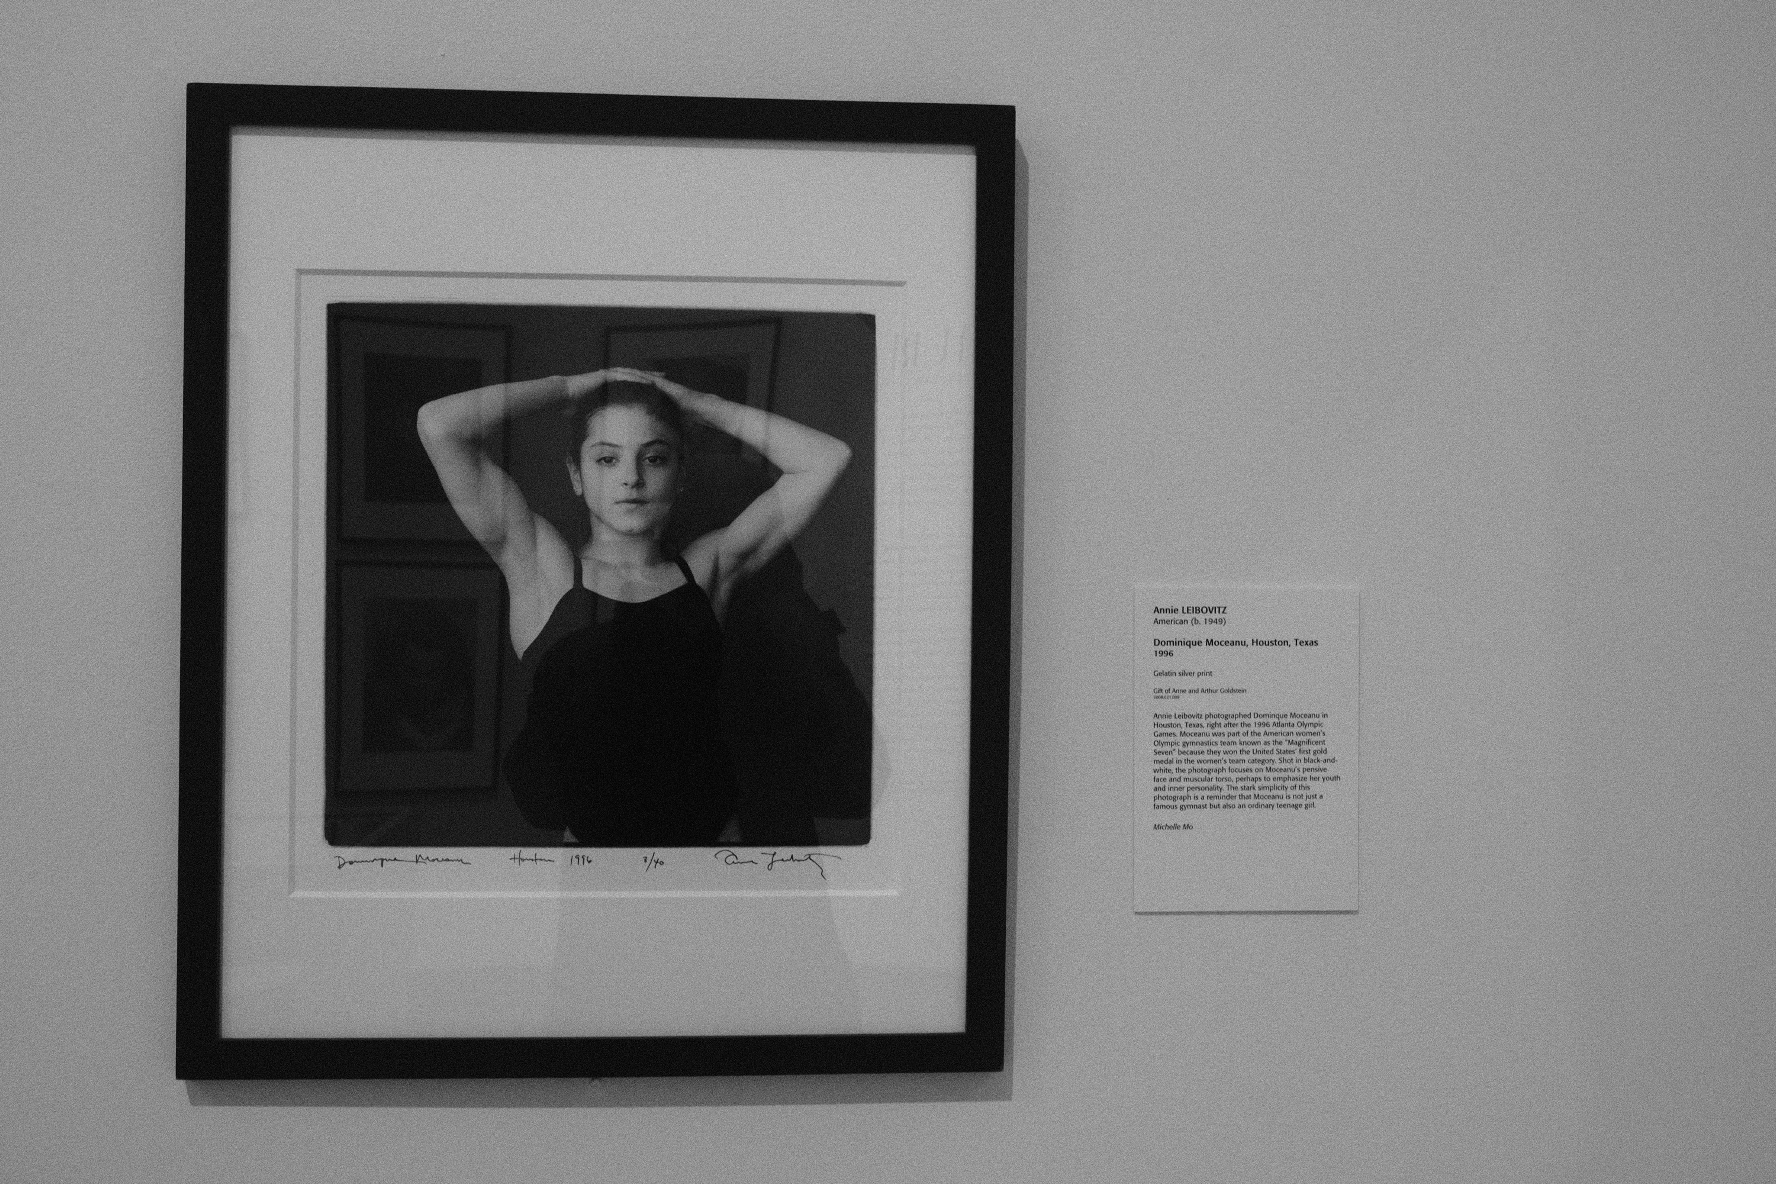 Dominique Moceanu Houston 1996 3/40 Annie Leibovitz
Annie LEIBOVITZ
American (b. 1949)
Dominique Moceanu, Houston, Texas
1996
Gelatin silver print
Gift of Anne and Arthur Goldstein
Annie Leibovitz photographed Dominque Moceanu in
Houston, Texas, right after the 1996 Atlanta Olympic
Games. Moceanu was part of the American women's
Olympic gymnastics team known as the "Magnificent
Seven" because they won the United States' first gold
medal in the women's team category. Shot in black-and-
white, the photograph focuses on Moceanu's pensive
face and muscular torso, perhaps to emphasize her youth
and inner personality. The stark simplicity of this
photograph is a reminder that Moceanu is not just a
famous gymnast but also an ordinary teenage girl.
Michelle Mo